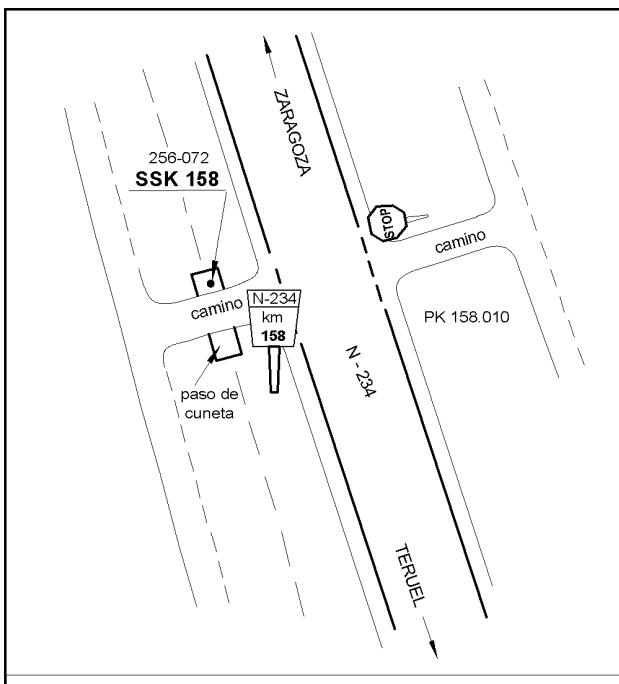 ZARAGOZA
256-072
SSK 158
STOP
camino
camino
N-234
km
158
PK 158.010
N - 234
paso de
cuneta
TERUEL